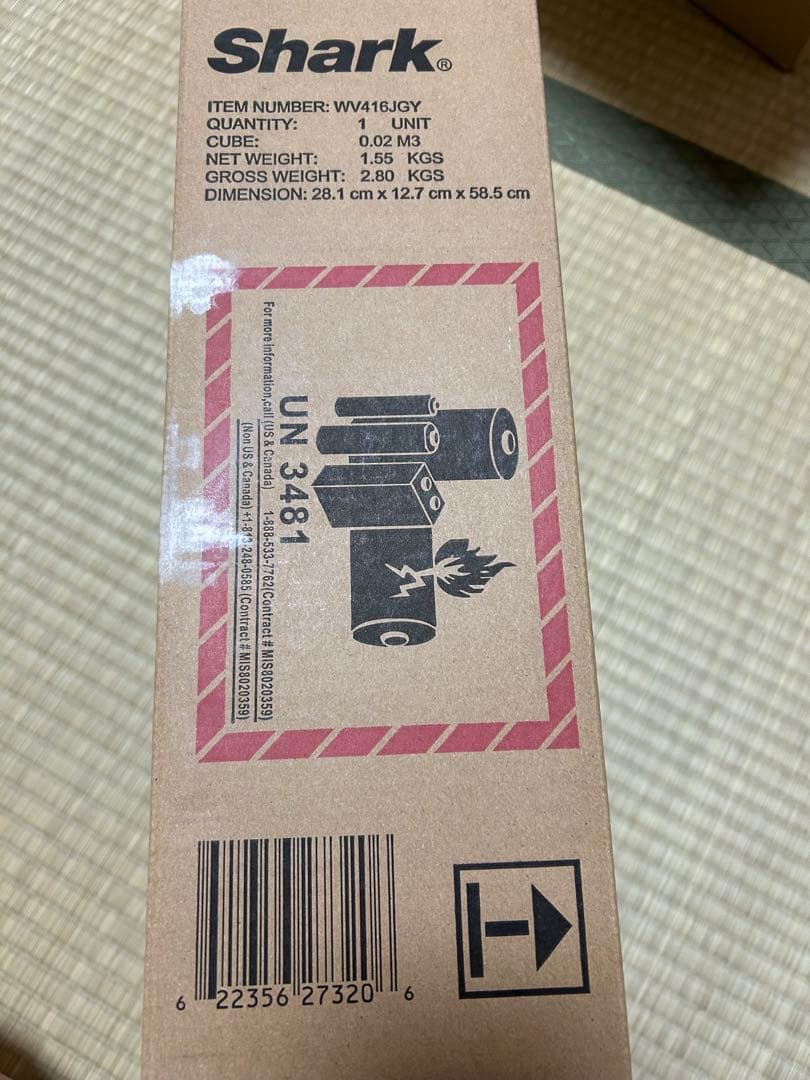 Shark®
ITEM NUMBER: WV416JGY
QUANTITY: 1 UNIT
CUBE: 0.02 M3
NET WEIGHT: 1.55 KGS
GROSS WEIGHT: 2.80 KGS
DIMENSION: 28.1 cm x 12.7 cm x 58.5 cm
UN 3481
For more information,call (US & Canada) 1-888-533-7762(Contract # MIS8020359)
(Non US & Canada) +1-813-248-0585 (Contract # MIS8020359)
6 22356 27320 6